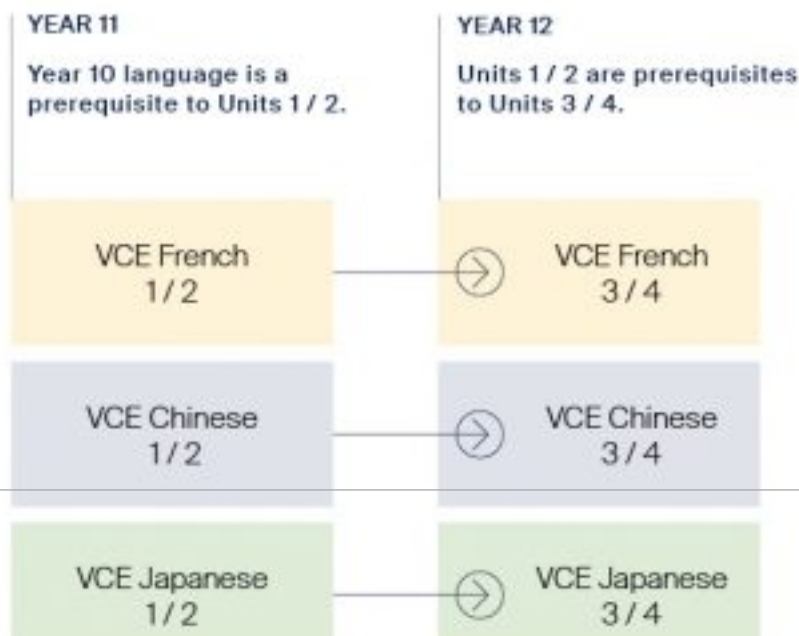 YEAR 11
Year 10 language is a
prerequisite to Units 1 / 2.
YEAR 12
Units 1 / 2 are prerequisites
to Units 3 / 4.
VCE French
1 / 2
VCE French
3 / 4
VCE Chinese
1 / 2
VCE Chinese
3 / 4
VCE Japanese
1 / 2
VCE Japanese
3 / 4